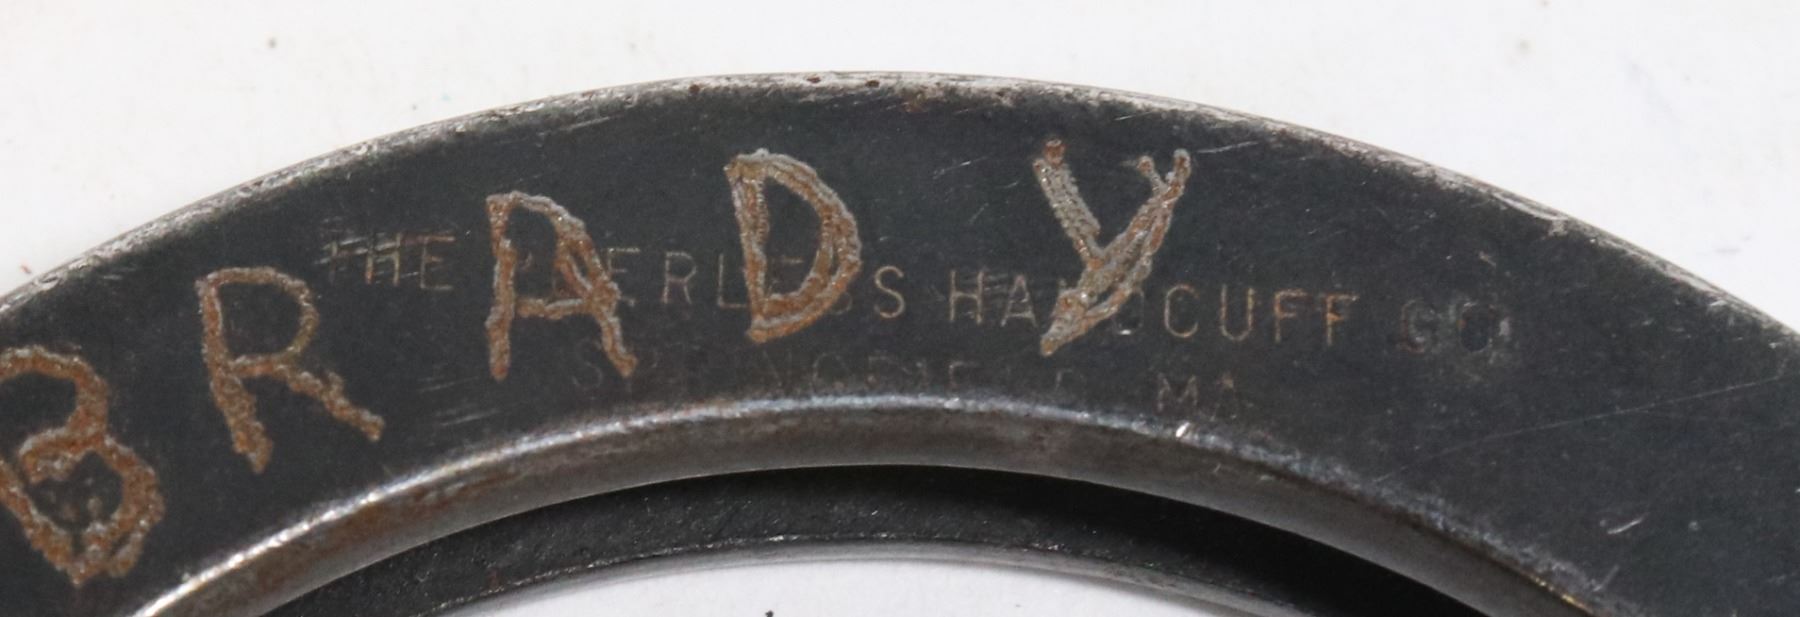 BRADY
THE PEERLESS HANDCUFF CO
SPRINGFIELD, MA